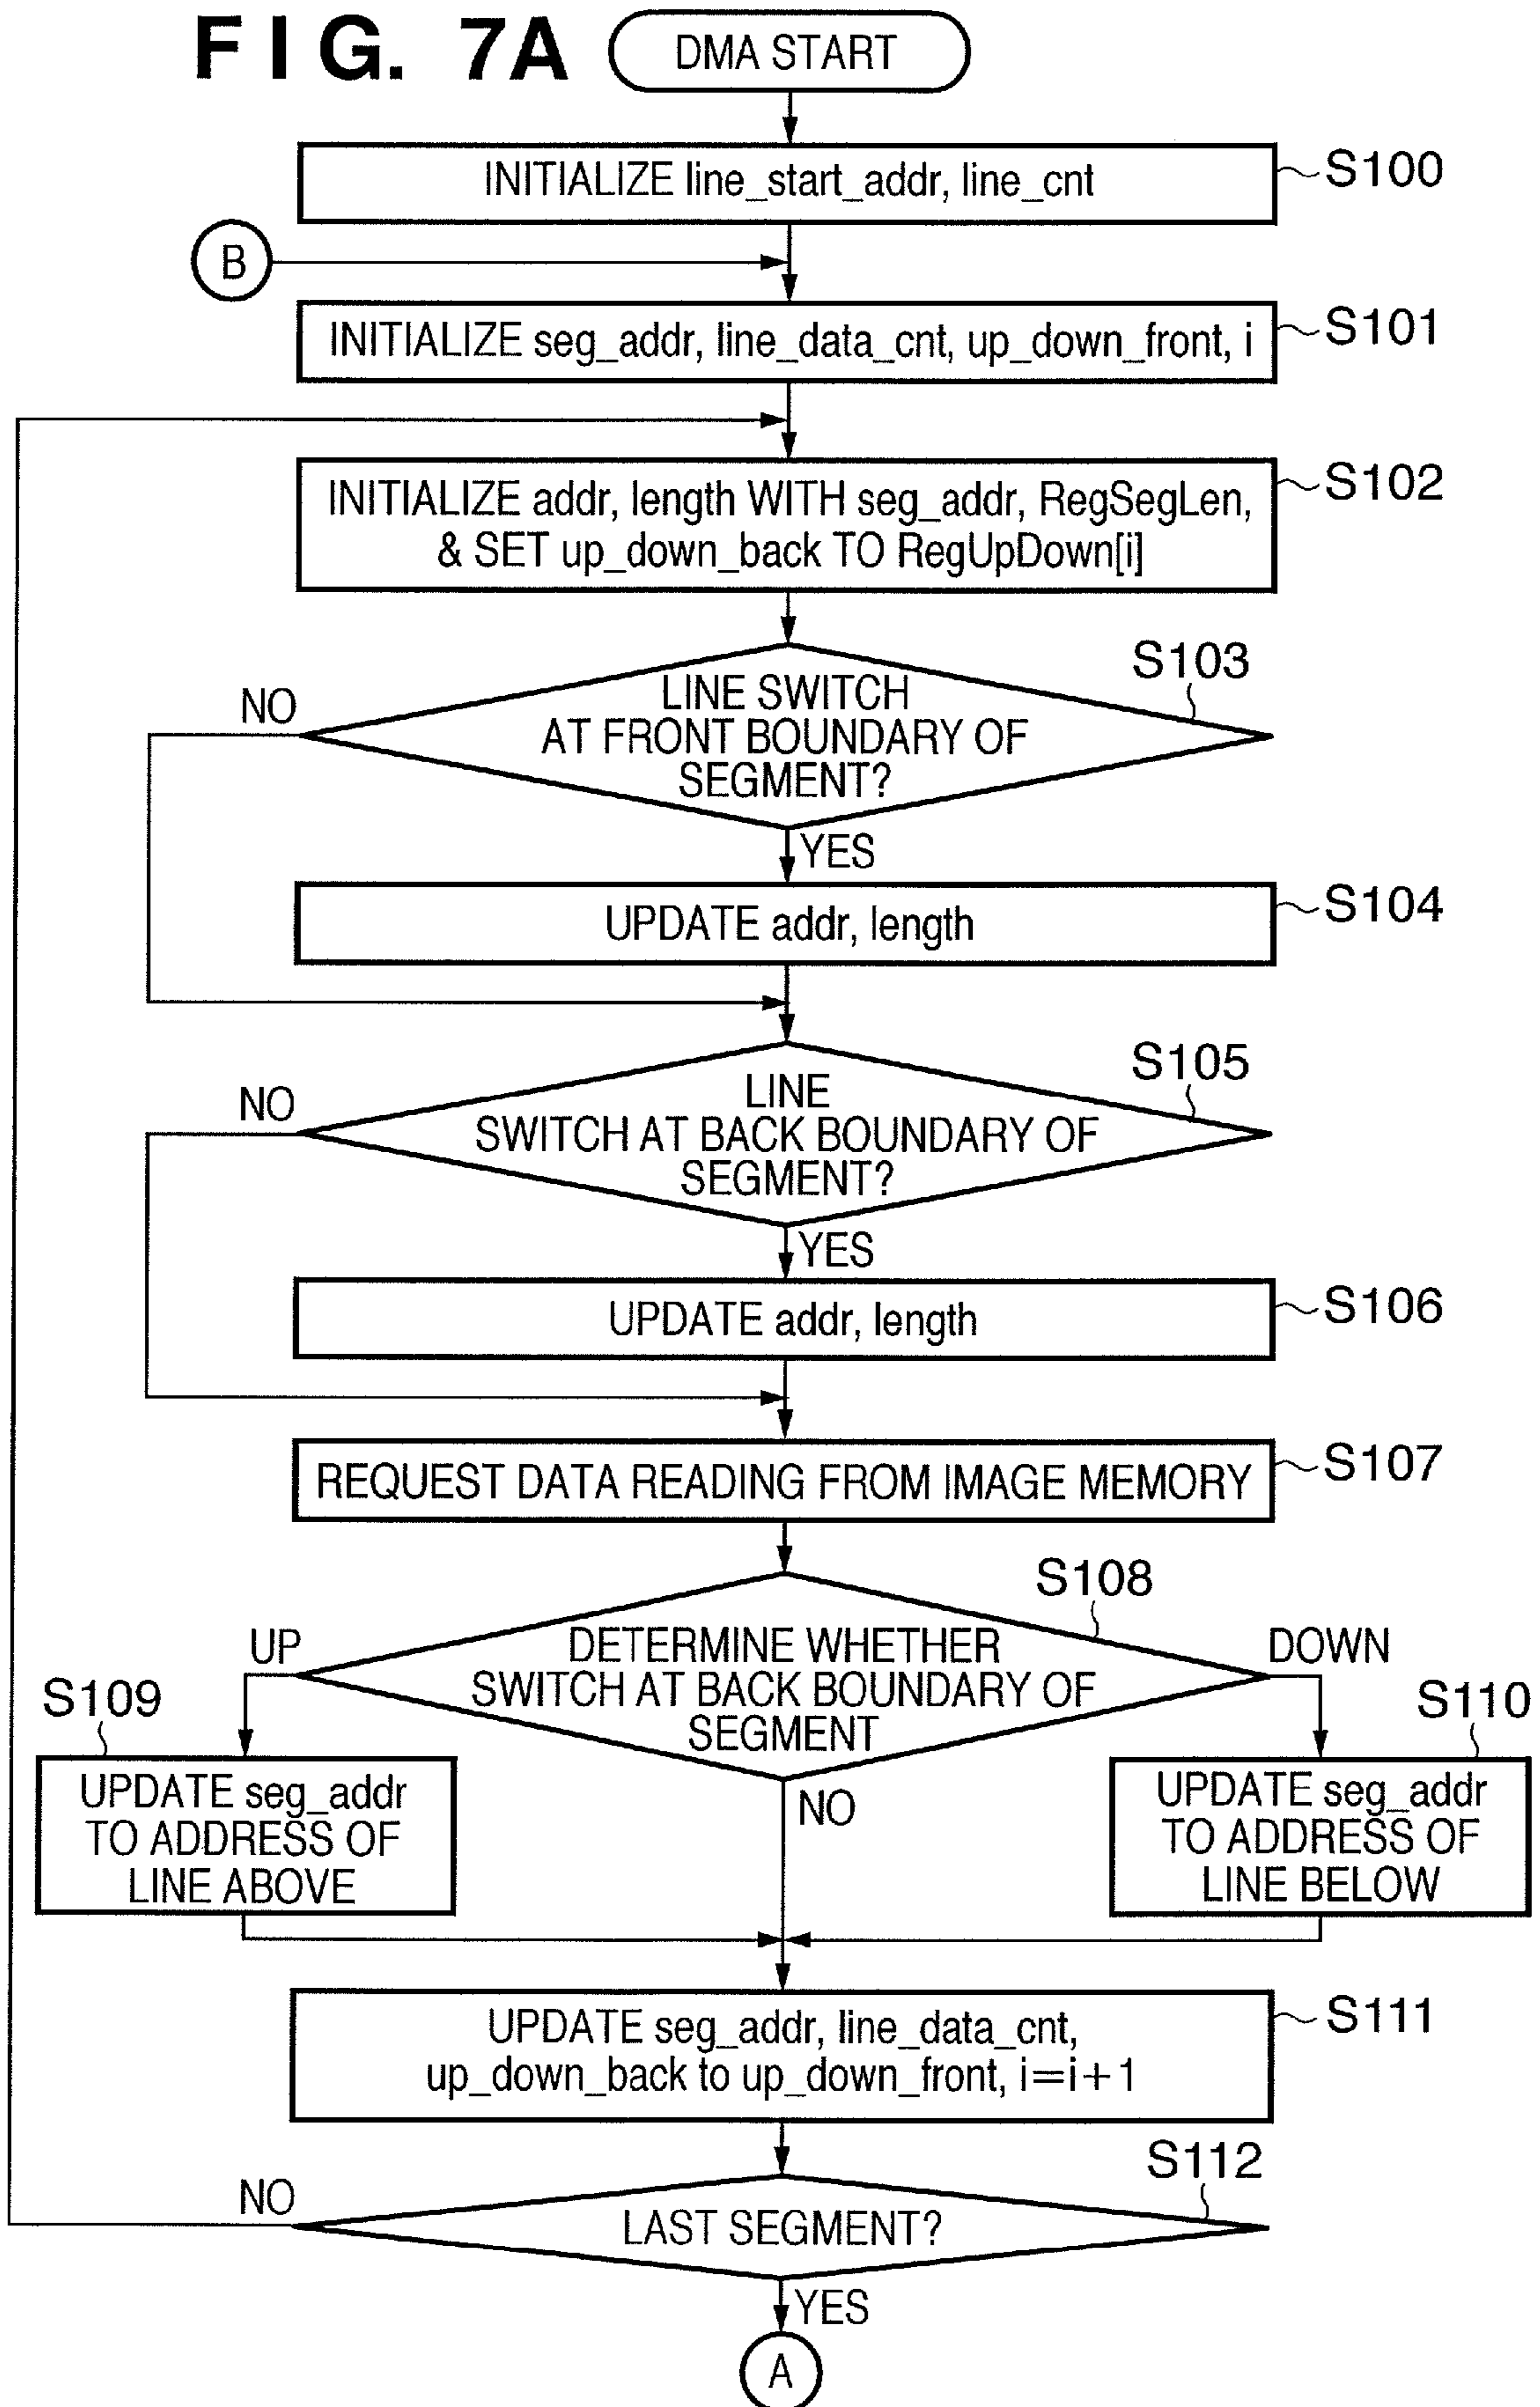 FIG. 7A
DMA START
INITIALIZE line_start_addr, line_cnt
S100
B
INITIALIZE seg_addr, line_data_cnt, up_down_front, i
S101
INITIALIZE addr, length WITH seg_addr, RegSegLen,
& SET up_down_back TO RegUpDown[i]
S102
S103
NO
LINE SWITCH
AT FRONT BOUNDARY OF
SEGMENT?
YES
UPDATE addr, length
S104
S105
NO
LINE
SWITCH AT BACK BOUNDARY OF
SEGMENT?
YES
UPDATE addr, length
S106
REQUEST DATA READING FROM IMAGE MEMORY
S107
S108
UP
DETERMINE WHETHER
SWITCH AT BACK BOUNDARY OF
SEGMENT
DOWN
NO
S109
UPDATE seg_addr
TO ADDRESS OF
LINE ABOVE
S110
UPDATE seg_addr
TO ADDRESS OF
LINE BELOW
UPDATE seg_addr, line_data_cnt,
up_down_back to up_down_front, i=i+1
S111
S112
NO
LAST SEGMENT?
YES
A